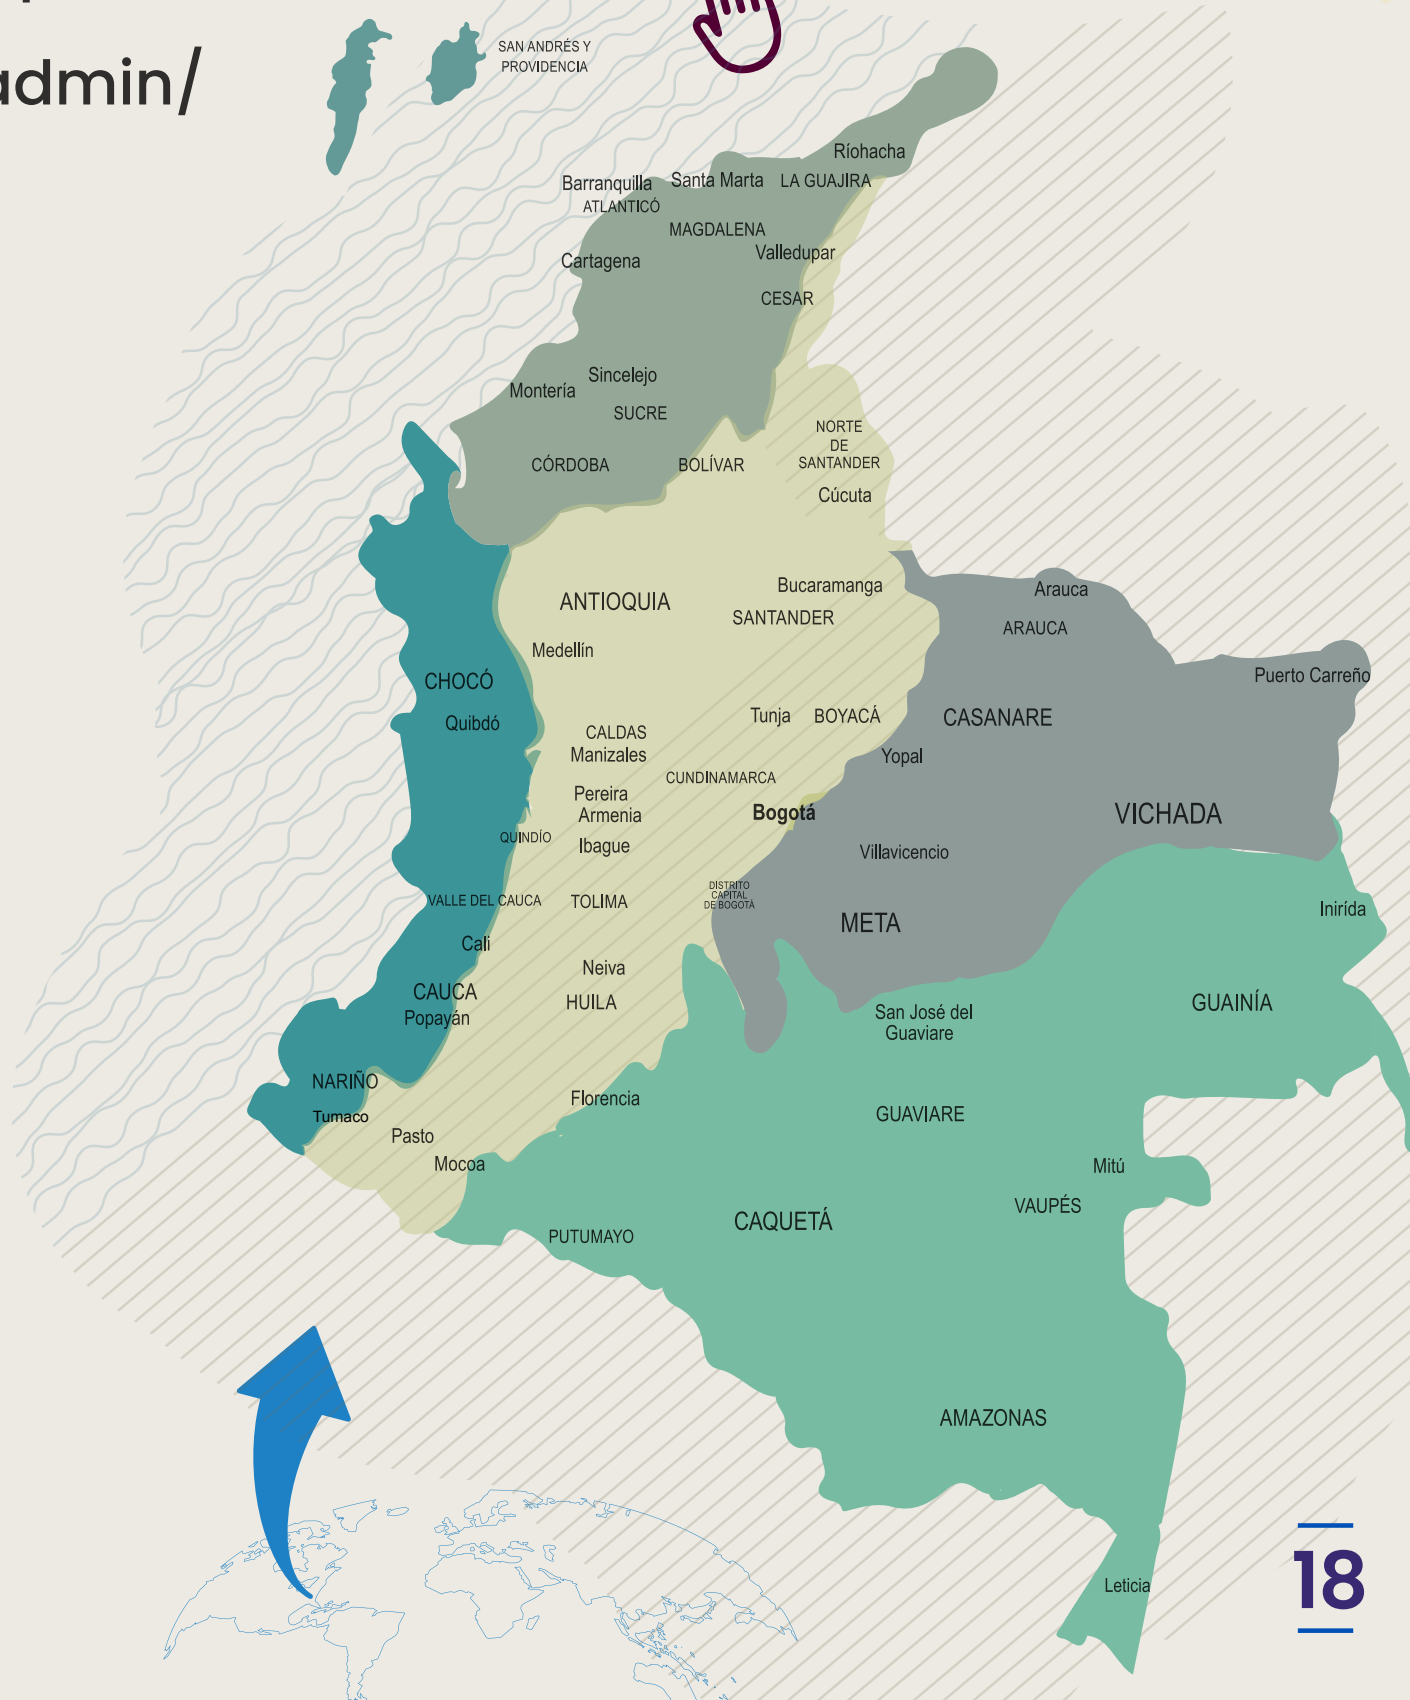 admin/
SAN ANDRÉS Y
PROVIDENCIA
Ríohacha
Barranquilla
Santa Marta
LA GUAJIRA
ATLANTICÓ
MAGDALENA
Valledupar
Cartagena
CESAR
Sincelejo
Montería
SUCRE
NORTE
DE
SANTANDER
CÓRDOBA
BOLÍVAR
Cúcuta
Bucaramanga
Arauca
ANTIOQUIA
SANTANDER
ARAUCA
Medellín
CHOCÓ
Puerto Carreño
Quibdó
Tunja
BOYACÁ
CASANARE
CALDAS
Manizales
Yopal
CUNDINAMARCA
Pereira
Armenia
Bogotá
VICHADA
QUINDÍO
Ibague
Villavicencio
DISTRITO
CAPITAL
DE BOGOTÁ
VALLE DEL CAUCA
TOLIMA
META
Inirída
Cali
Neiva
CAUCA
HUILA
GUAINÍA
Popayán
San José del
Guaviare
NARIÑO
Florencia
Tumaco
GUAVIARE
Pasto
Mocoa
Mitú
VAUPÉS
CAQUETÁ
PUTUMAYO
AMAZONAS
Leticia
18